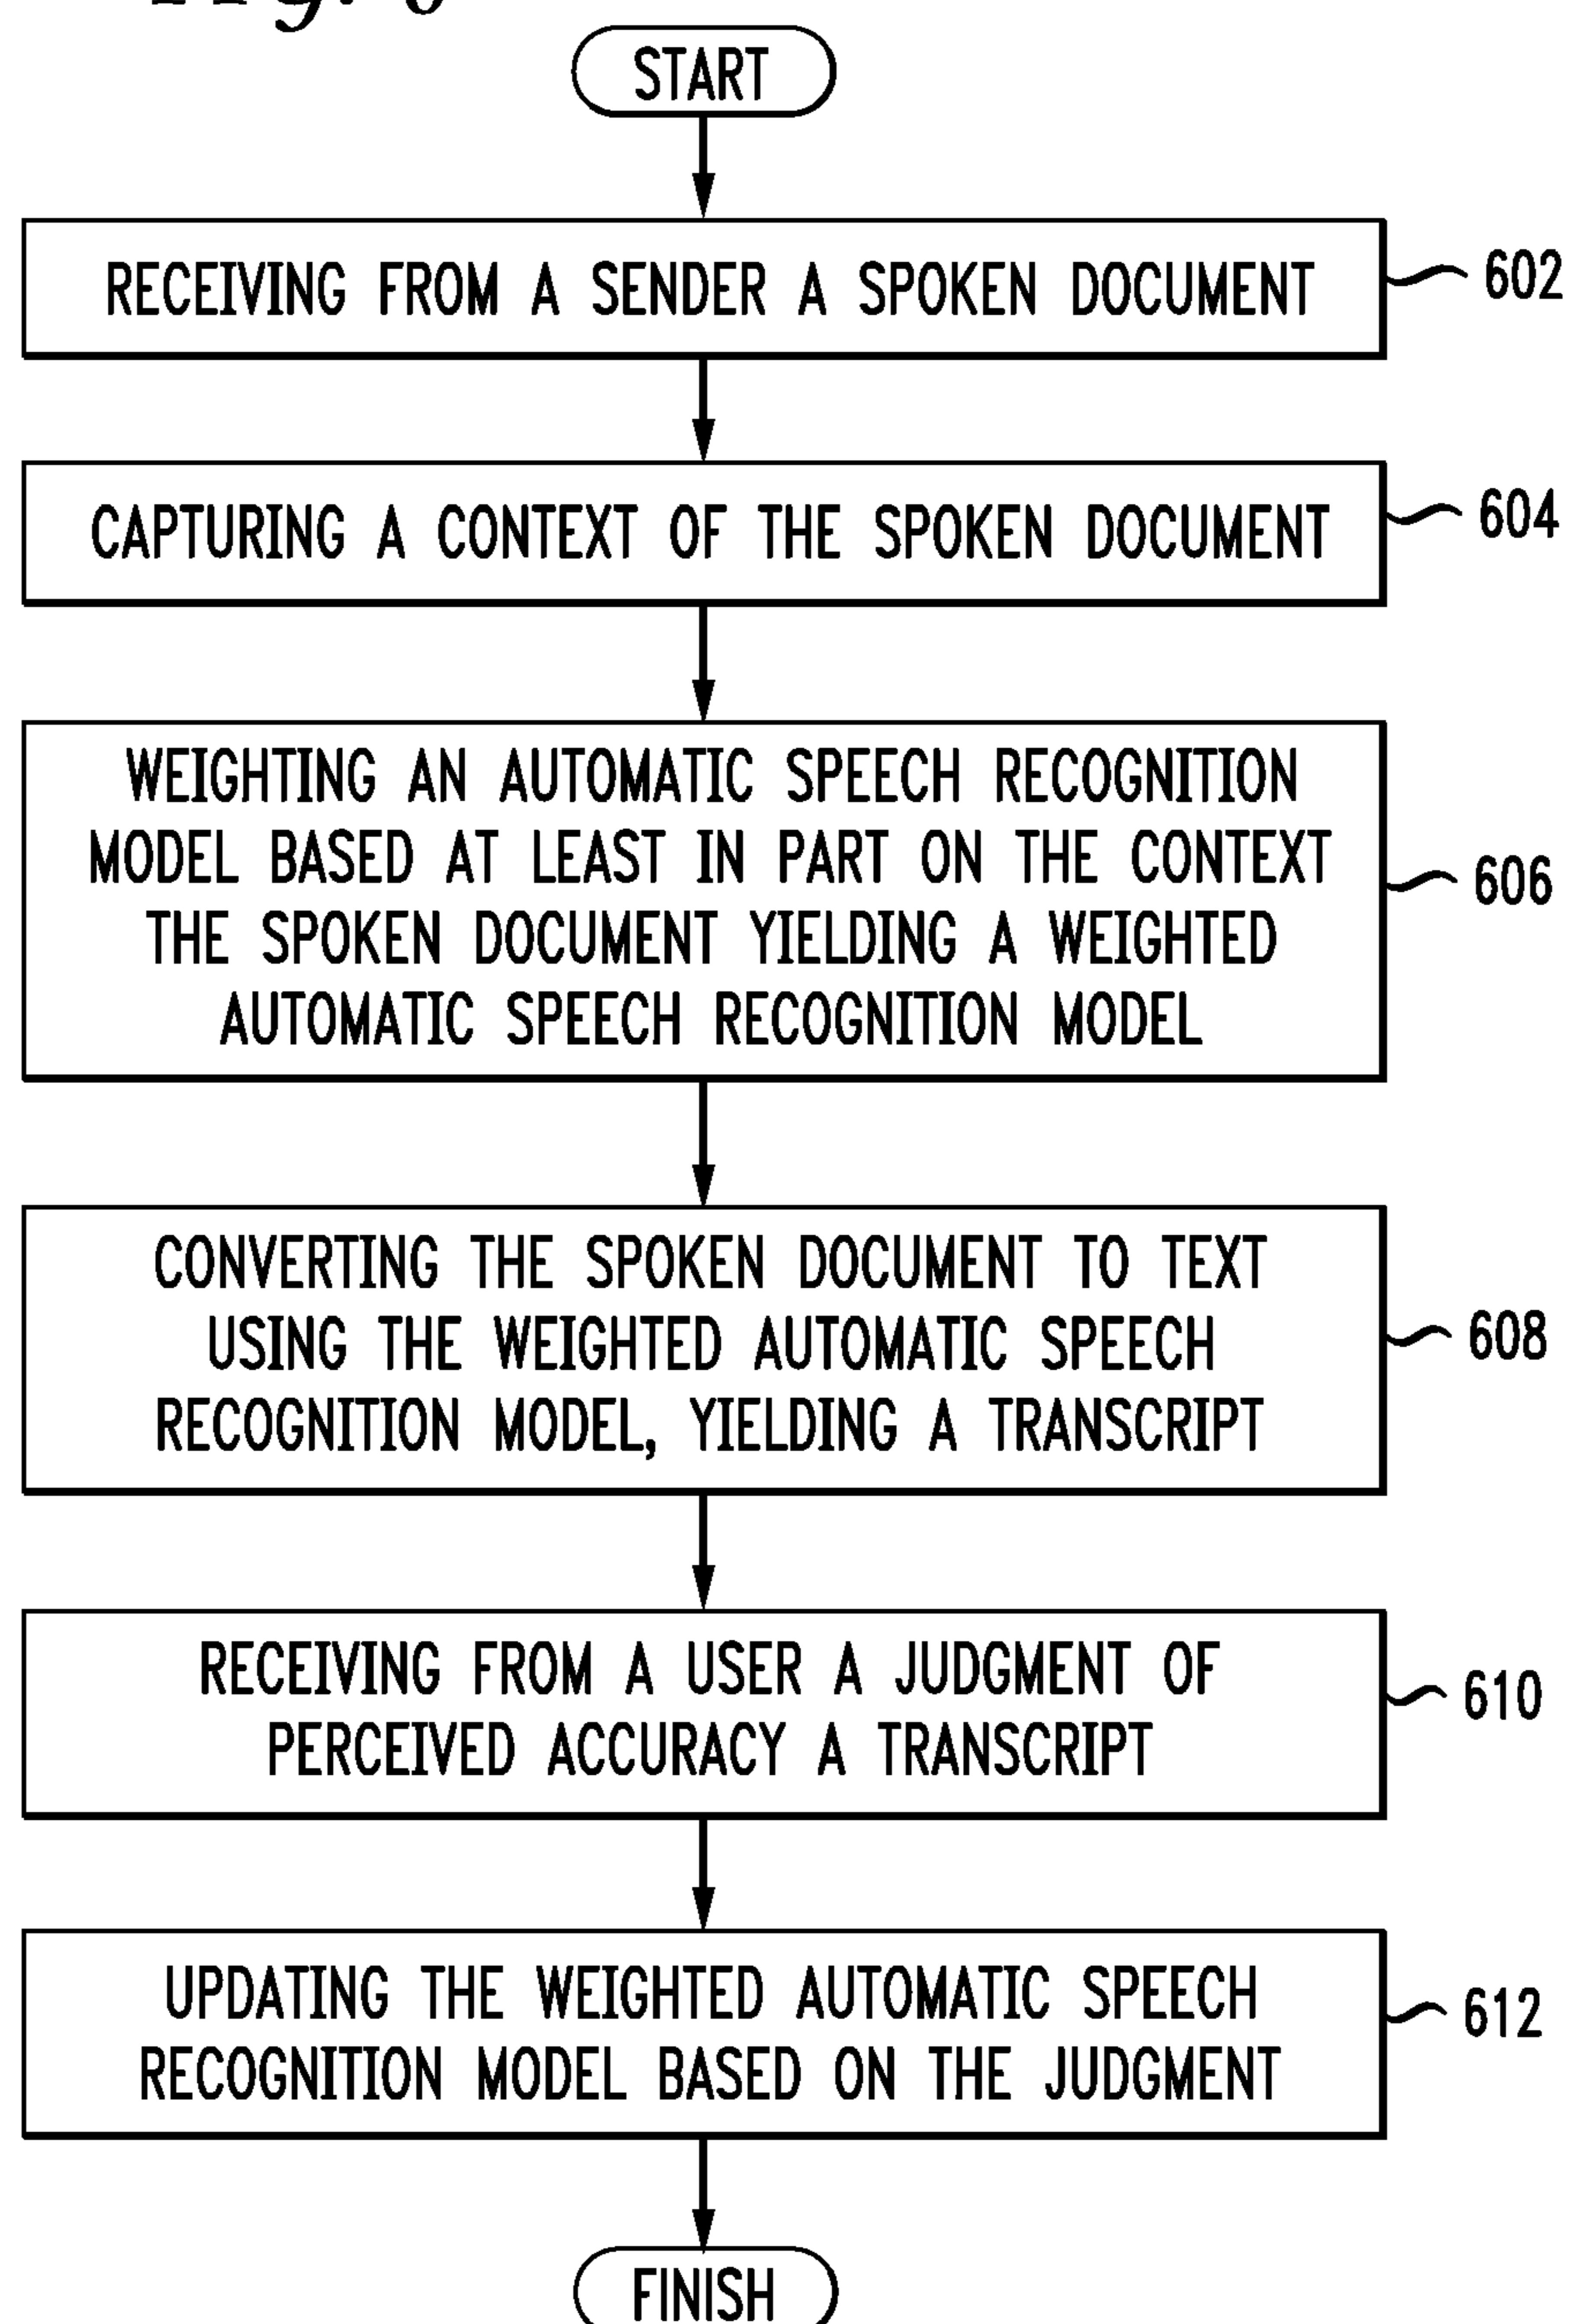 START
RECEIVING FROM A SENDER A SPOKEN DOCUMENT
602
CAPTURING A CONTEXT OF THE SPOKEN DOCUMENT
604
WEIGHTING AN AUTOMATIC SPEECH RECOGNITION
MODEL BASED AT LEAST IN PART ON THE CONTEXT
THE SPOKEN DOCUMENT YIELDING A WEIGHTED
AUTOMATIC SPEECH RECOGNITION MODEL
606
CONVERTING THE SPOKEN DOCUMENT TO TEXT
USING THE WEIGHTED AUTOMATIC SPEECH
RECOGNITION MODEL, YIELDING A TRANSCRIPT
608
RECEIVING FROM A USER A JUDGMENT OF
PERCEIVED ACCURACY A TRANSCRIPT
610
UPDATING THE WEIGHTED AUTOMATIC SPEECH
RECOGNITION MODEL BASED ON THE JUDGMENT
612
FINISH